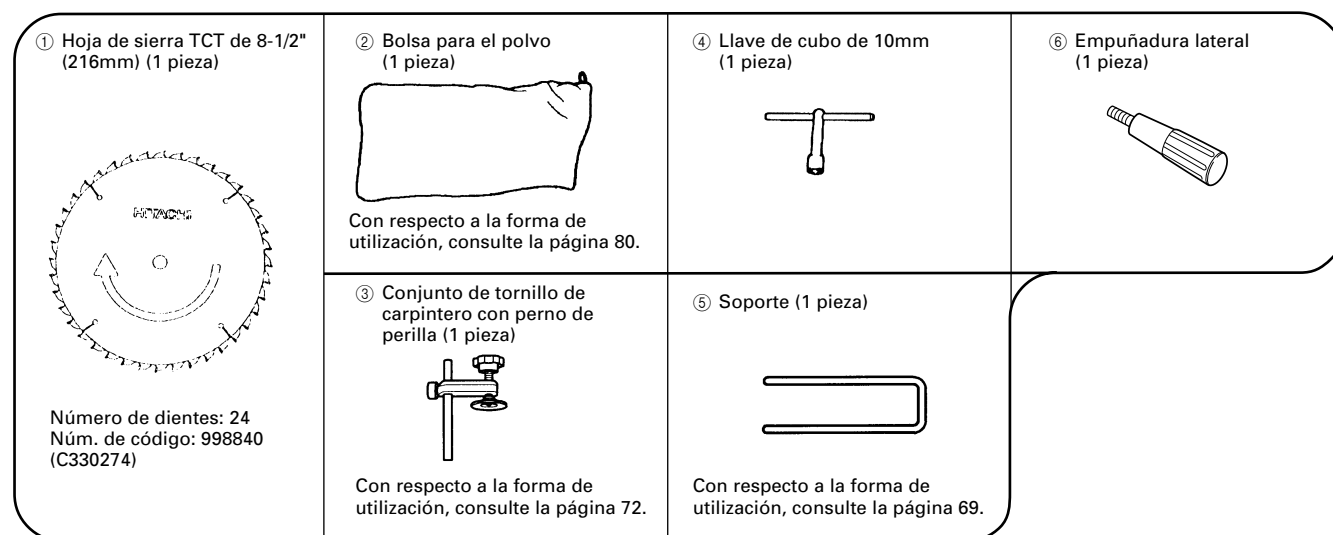 ① Hoja de sierra TCT de 8-1/2"
(216mm) (1 pieza)
HITACHI
Número de dientes: 24
Núm. de código: 998840
(C330274)
② Bolsa para el polvo
(1 pieza)
Con respecto a la forma de
utilización, consulte la página 80.
③ Conjunto de tornillo de
carpintero con perno de
perilla (1 pieza)
Con respecto a la forma de
utilización, consulte la página 72.
④ Llave de cubo de 10mm
(1 pieza)
⑤ Soporte (1 pieza)
Con respecto a la forma de
utilización, consulte la página 69.
⑥ Empuñadura lateral
(1 pieza)